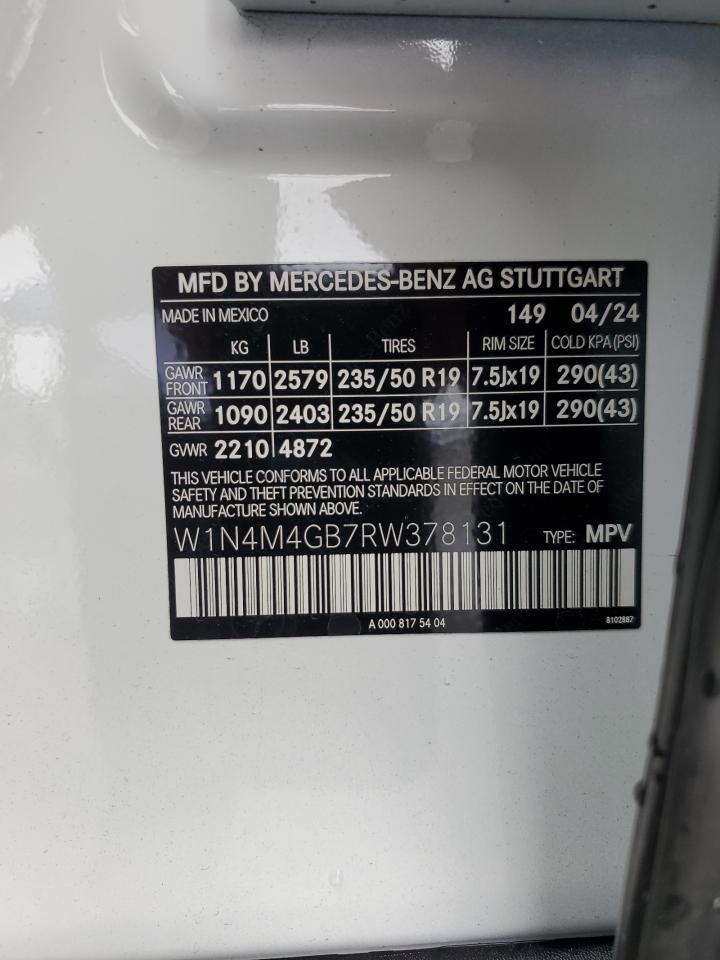 MFD BY MERCEDES-BENZ AG STUTTGART
MADE IN MEXICO 149 04/24
KG LB TIRES RIM SIZE COLD KPA (PSI)
GAWR FRONT 1170 2579 235/50 R19 7.5Jx19 290(43)
GAWR REAR 1090 2403 235/50 R19 7.5Jx19 290(43)
GVWR 2210 4872
THIS VEHICLE CONFORMS TO ALL APPLICABLE FEDERAL MOTOR VEHICLE
SAFETY AND THEFT PREVENTION STANDARDS IN EFFECT ON THE DATE OF
MANUFACTURE SHOWN ABOVE.
W1N4M4GB7RW378131 TYPE: MPV
A 000 817 54 04 8102887